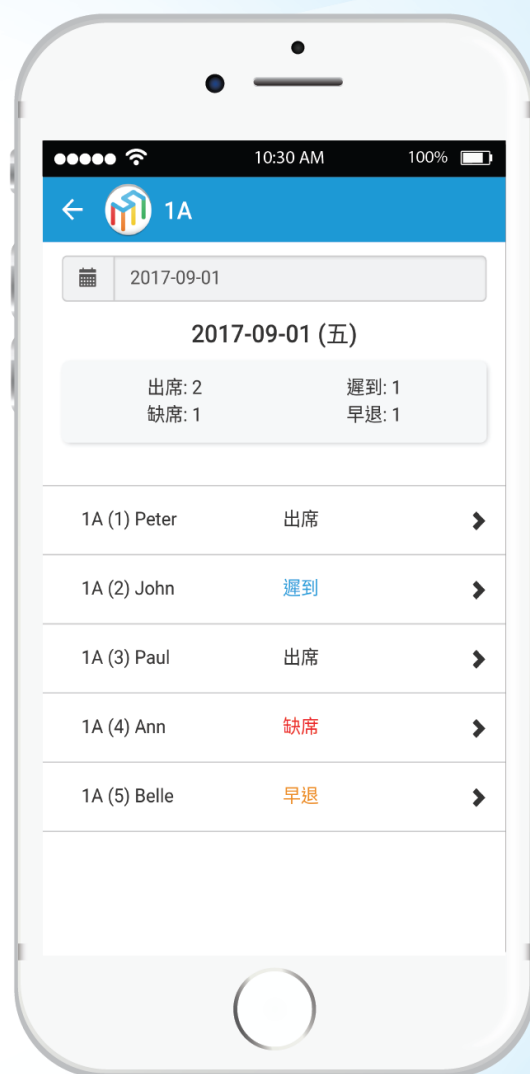 10:30 AM 100%
1A
2017-09-01
2017-09-01 (五)
出席: 2 遲到: 1
缺席: 1 早退: 1
1A (1) Peter 出席
1A (2) John 遲到
1A (3) Paul 出席
1A (4) Ann 缺席
1A (5) Belle 早退